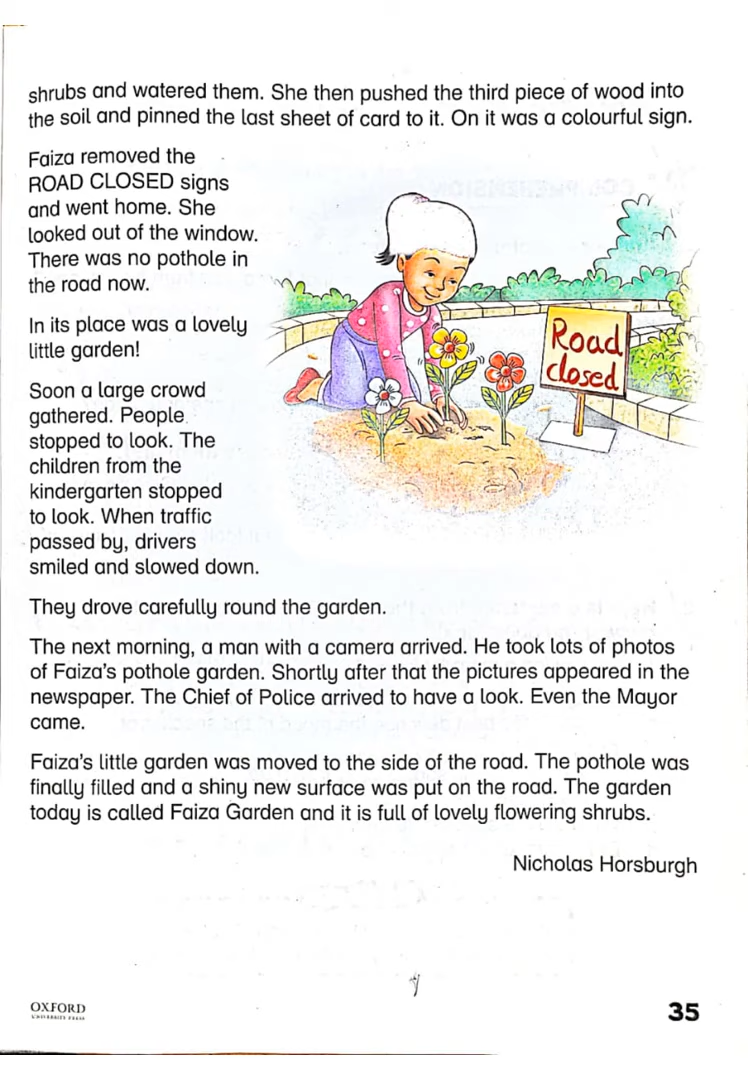 shrubs and watered them. She then pushed the third piece of wood into
the soil and pinned the last sheet of card to it. On it was a colourful sign.
Faiza removed the
ROAD CLOSED signs
and went home. She
looked out of the window.
There was no pothole in
the road now.
In its place was a lovely
little garden!
Soon a large crowd
gathered. People
stopped to look. The
children from the
kindergarten stopped
to look. When traffic
passed by, drivers
smiled and slowed down.
Road
closed
They drove carefully round the garden.
The next morning, a man with a camera arrived. He took lots of photos
of Faiza's pothole garden. Shortly after that the pictures appeared in the
newspaper. The Chief of Police arrived to have a look. Even the Mayor
came.
Faiza's little garden was moved to the side of the road. The pothole was
finally filled and a shiny new surface was put on the road. The garden
today is called Faiza Garden and it is full of lovely flowering shrubs.
Nicholas Horsburgh
OXFORD
UNIVERSITY PRESS
35